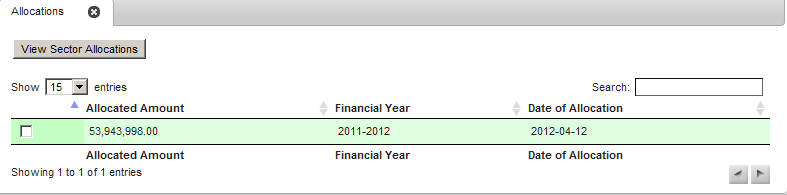 Allocations
View Sector Allocations
Show 15 entries Search:
Allocated Amount Financial Year Date of Allocation
53,943,998.00 2011-2012 2012-04-12
Allocated Amount Financial Year Date of Allocation
Showing 1 to 1 of 1 entries